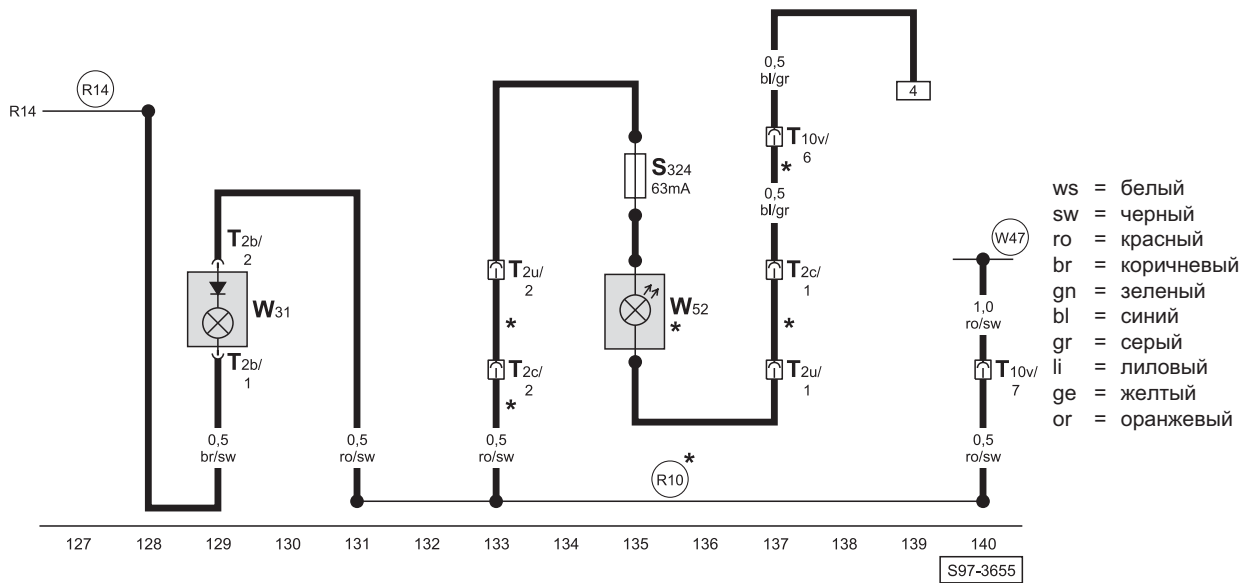 0,5
bl/gr
R14
R14
4
T10v/
6
*
S324
63mA
0,5
bl/gr
ws = белый
sw = черный
ro = красный
br = коричневый
gn = зеленый
bl = синий
gr = серый
li = лиловый
ge = желтый
or = оранжевый
W47
T2b/
2
W31
T2b/
1
T2u/
2
*
T2c/
2
*
W52
*
T2c/
1
*
T2u/
1
1,0
ro/sw
T10v/
7
0,5
br/sw
0,5
ro/sw
0,5
ro/sw
0,5
ro/sw
R10 *
127 128 129 130 131 132 133 134 135 136 137 138 139 140
S97-3655